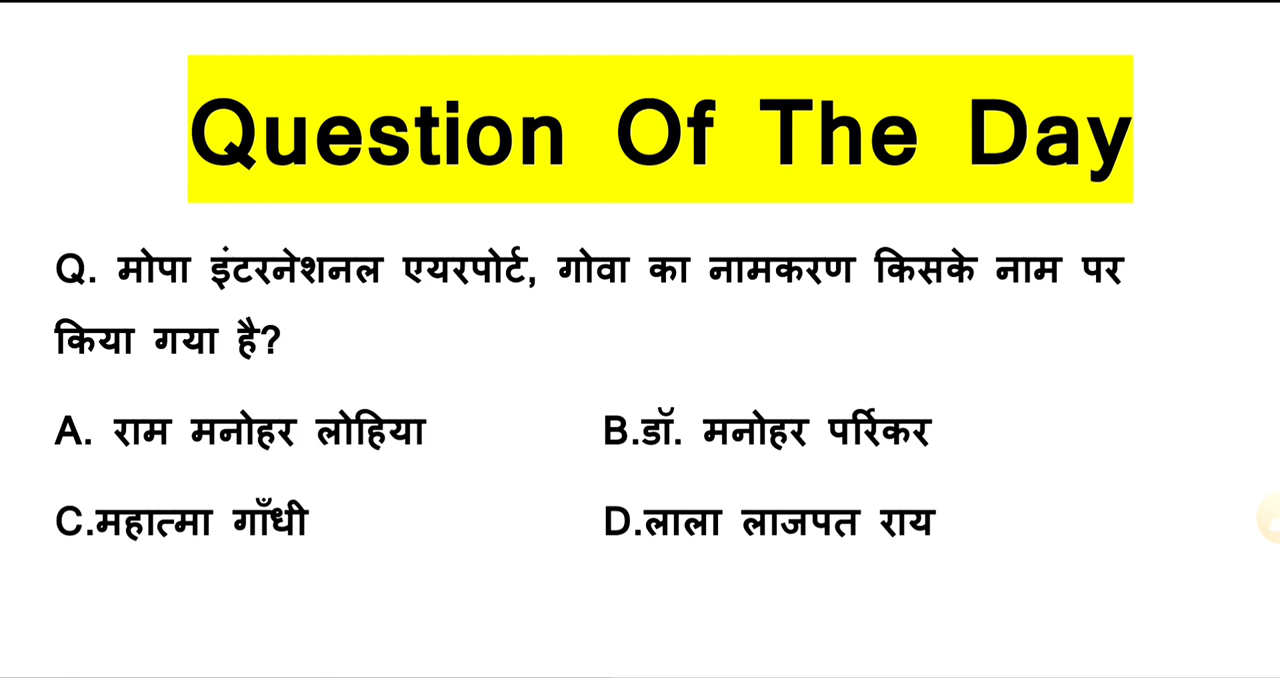 Question Of The Day
Q. मोपा इंटरनेशनल एयरपोर्ट, गोवा का नामकरण किसके नाम पर
किया गया है?
A. राम मनोहर लोहिया B.डॉ. मनोहर पर्रिकर
C.महात्मा गाँधी D.लाला लाजपत राय